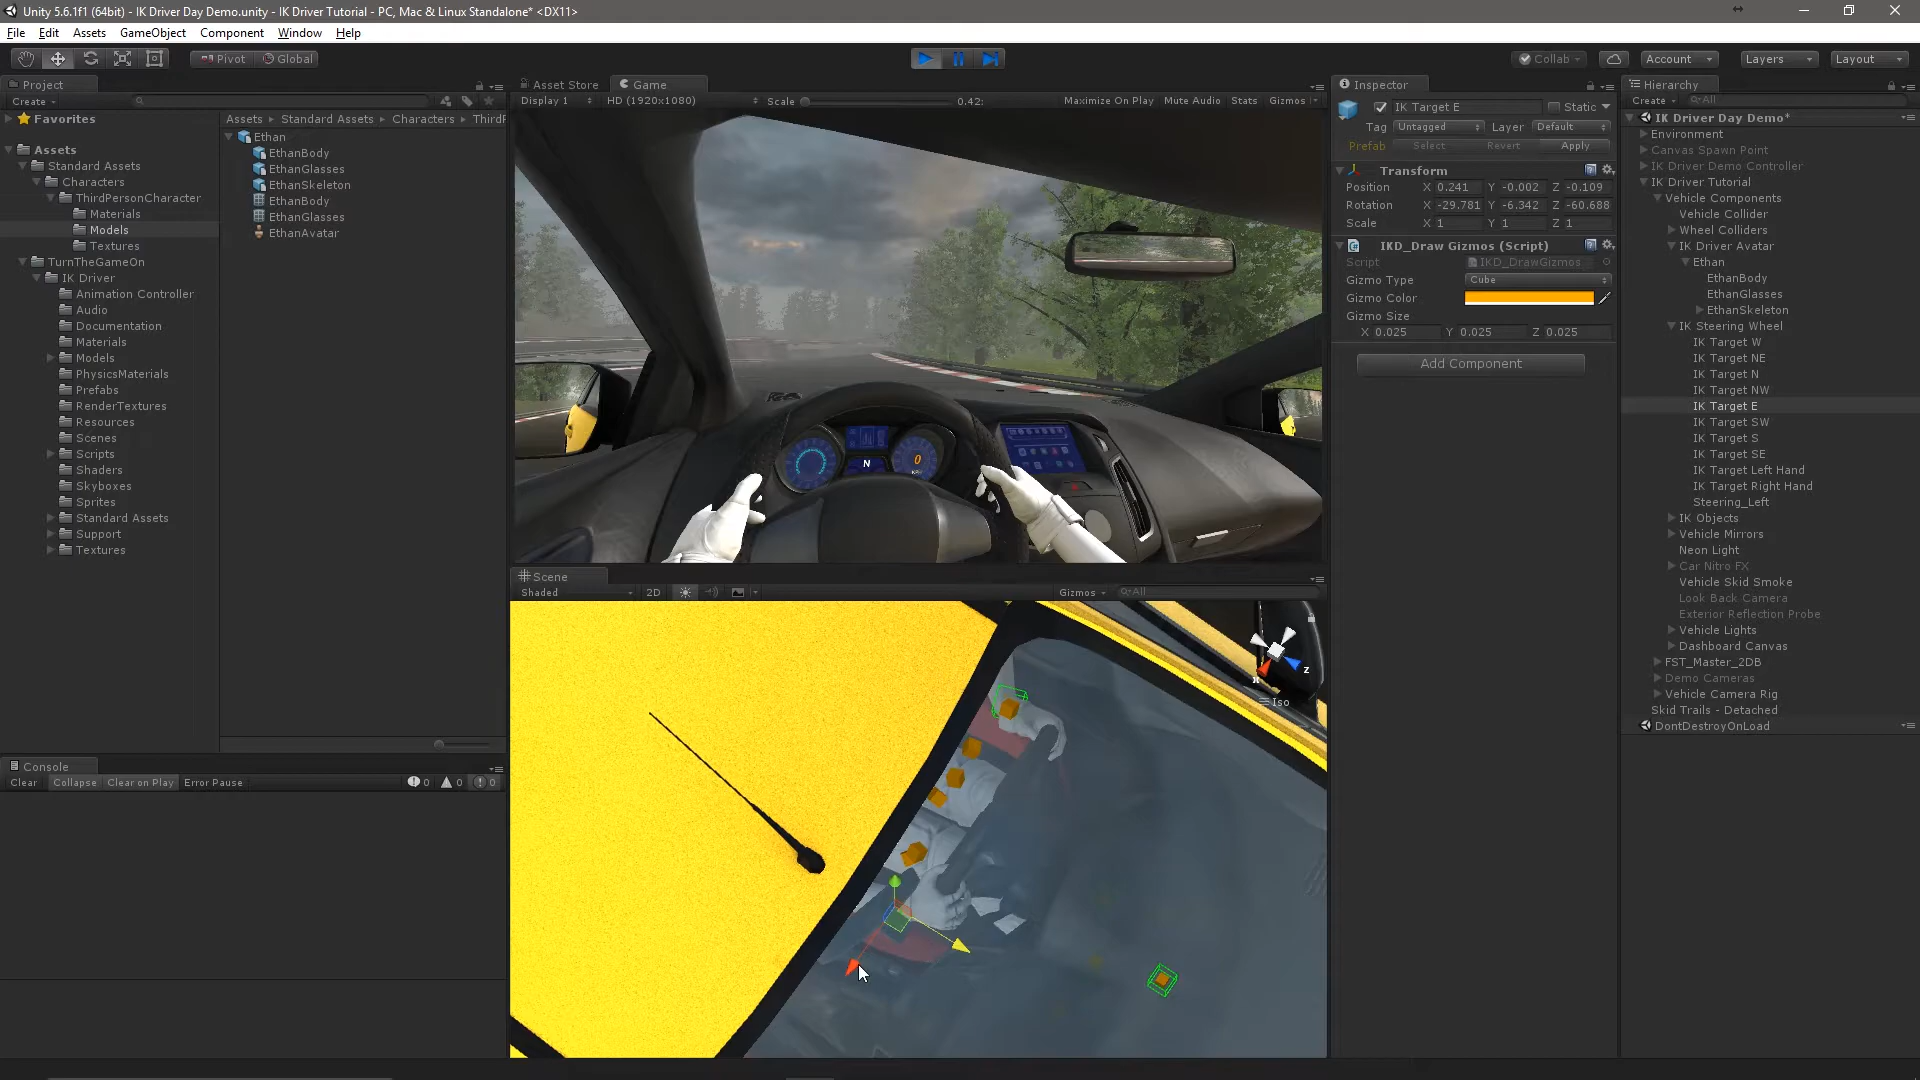 Unity 5.6.1f1 (64bit) - IK Driver Day Demo.unity - IK Driver Tutorial - PC, Mac & Linux Standalone* <DX11>
File Edit Assets GameObject Component Window Help
Pivot Global Collab Account Layers Layout
Project
Create
Favorites
Assets
Standard Assets
Characters
ThirdPersonCharacter
Materials
Models
Textures
TurnTheGameOn
IK Driver
Animation Controller
Audio
Documentation
Materials
Models
PhysicsMaterials
Prefabs
RenderTextures
Resources
Scenes
Scripts
Shaders
Skyboxes
Sprites
Standard Assets
Support
Textures
Assets Standard Assets Characters ThirdP
Ethan
EthanBody
EthanGlasses
EthanSkeleton
EthanBody
EthanGlasses
EthanAvatar
Console
Clear Collapse Clear on Play Error Pause 0 0 0
Asset Store Game
Display 1 HD (1920x1080) Scale 0.42: Maximize On Play Mute Audio Stats Gizmos
N
0
Scene
Shaded 2D Gizmos All
x
z
Iso
Inspector
IK Target E Static
Tag Untagged Layer Default
Prefab Select Revert Apply
Transform
Position X 0.241 Y -0.002 Z -0.109
Rotation X -29.781 Y -6.342 Z -60.688
Scale X 1 Y 1 Z 1
IKD_Draw Gizmos (Script)
Script IKD_DrawGizmos
Gizmo Type Cube
Gizmo Color
Gizmo Size
X 0.025 Y 0.025 Z 0.025
Add Component
Hierarchy
Create All
IK Driver Day Demo*
Environment
Canvas Spawn Point
IK Driver Demo Controller
IK Driver Tutorial
Vehicle Components
Vehicle Collider
Wheel Colliders
IK Driver Avatar
Ethan
EthanBody
EthanGlasses
EthanSkeleton
IK Steering Wheel
IK Target W
IK Target NE
IK Target N
IK Target NW
IK Target E
IK Target SW
IK Target S
IK Target SE
IK Target Left Hand
IK Target Right Hand
Steering_Left
IK Objects
Vehicle Mirrors
Neon Light
Car Nitro FX
Vehicle Skid Smoke
Look Back Camera
Exterior Reflection Probe
Vehicle Lights
Dashboard Canvas
FST_Master_2DB
Demo Cameras
Vehicle Camera Rig
Skid Trails - Detached
DontDestroyOnLoad